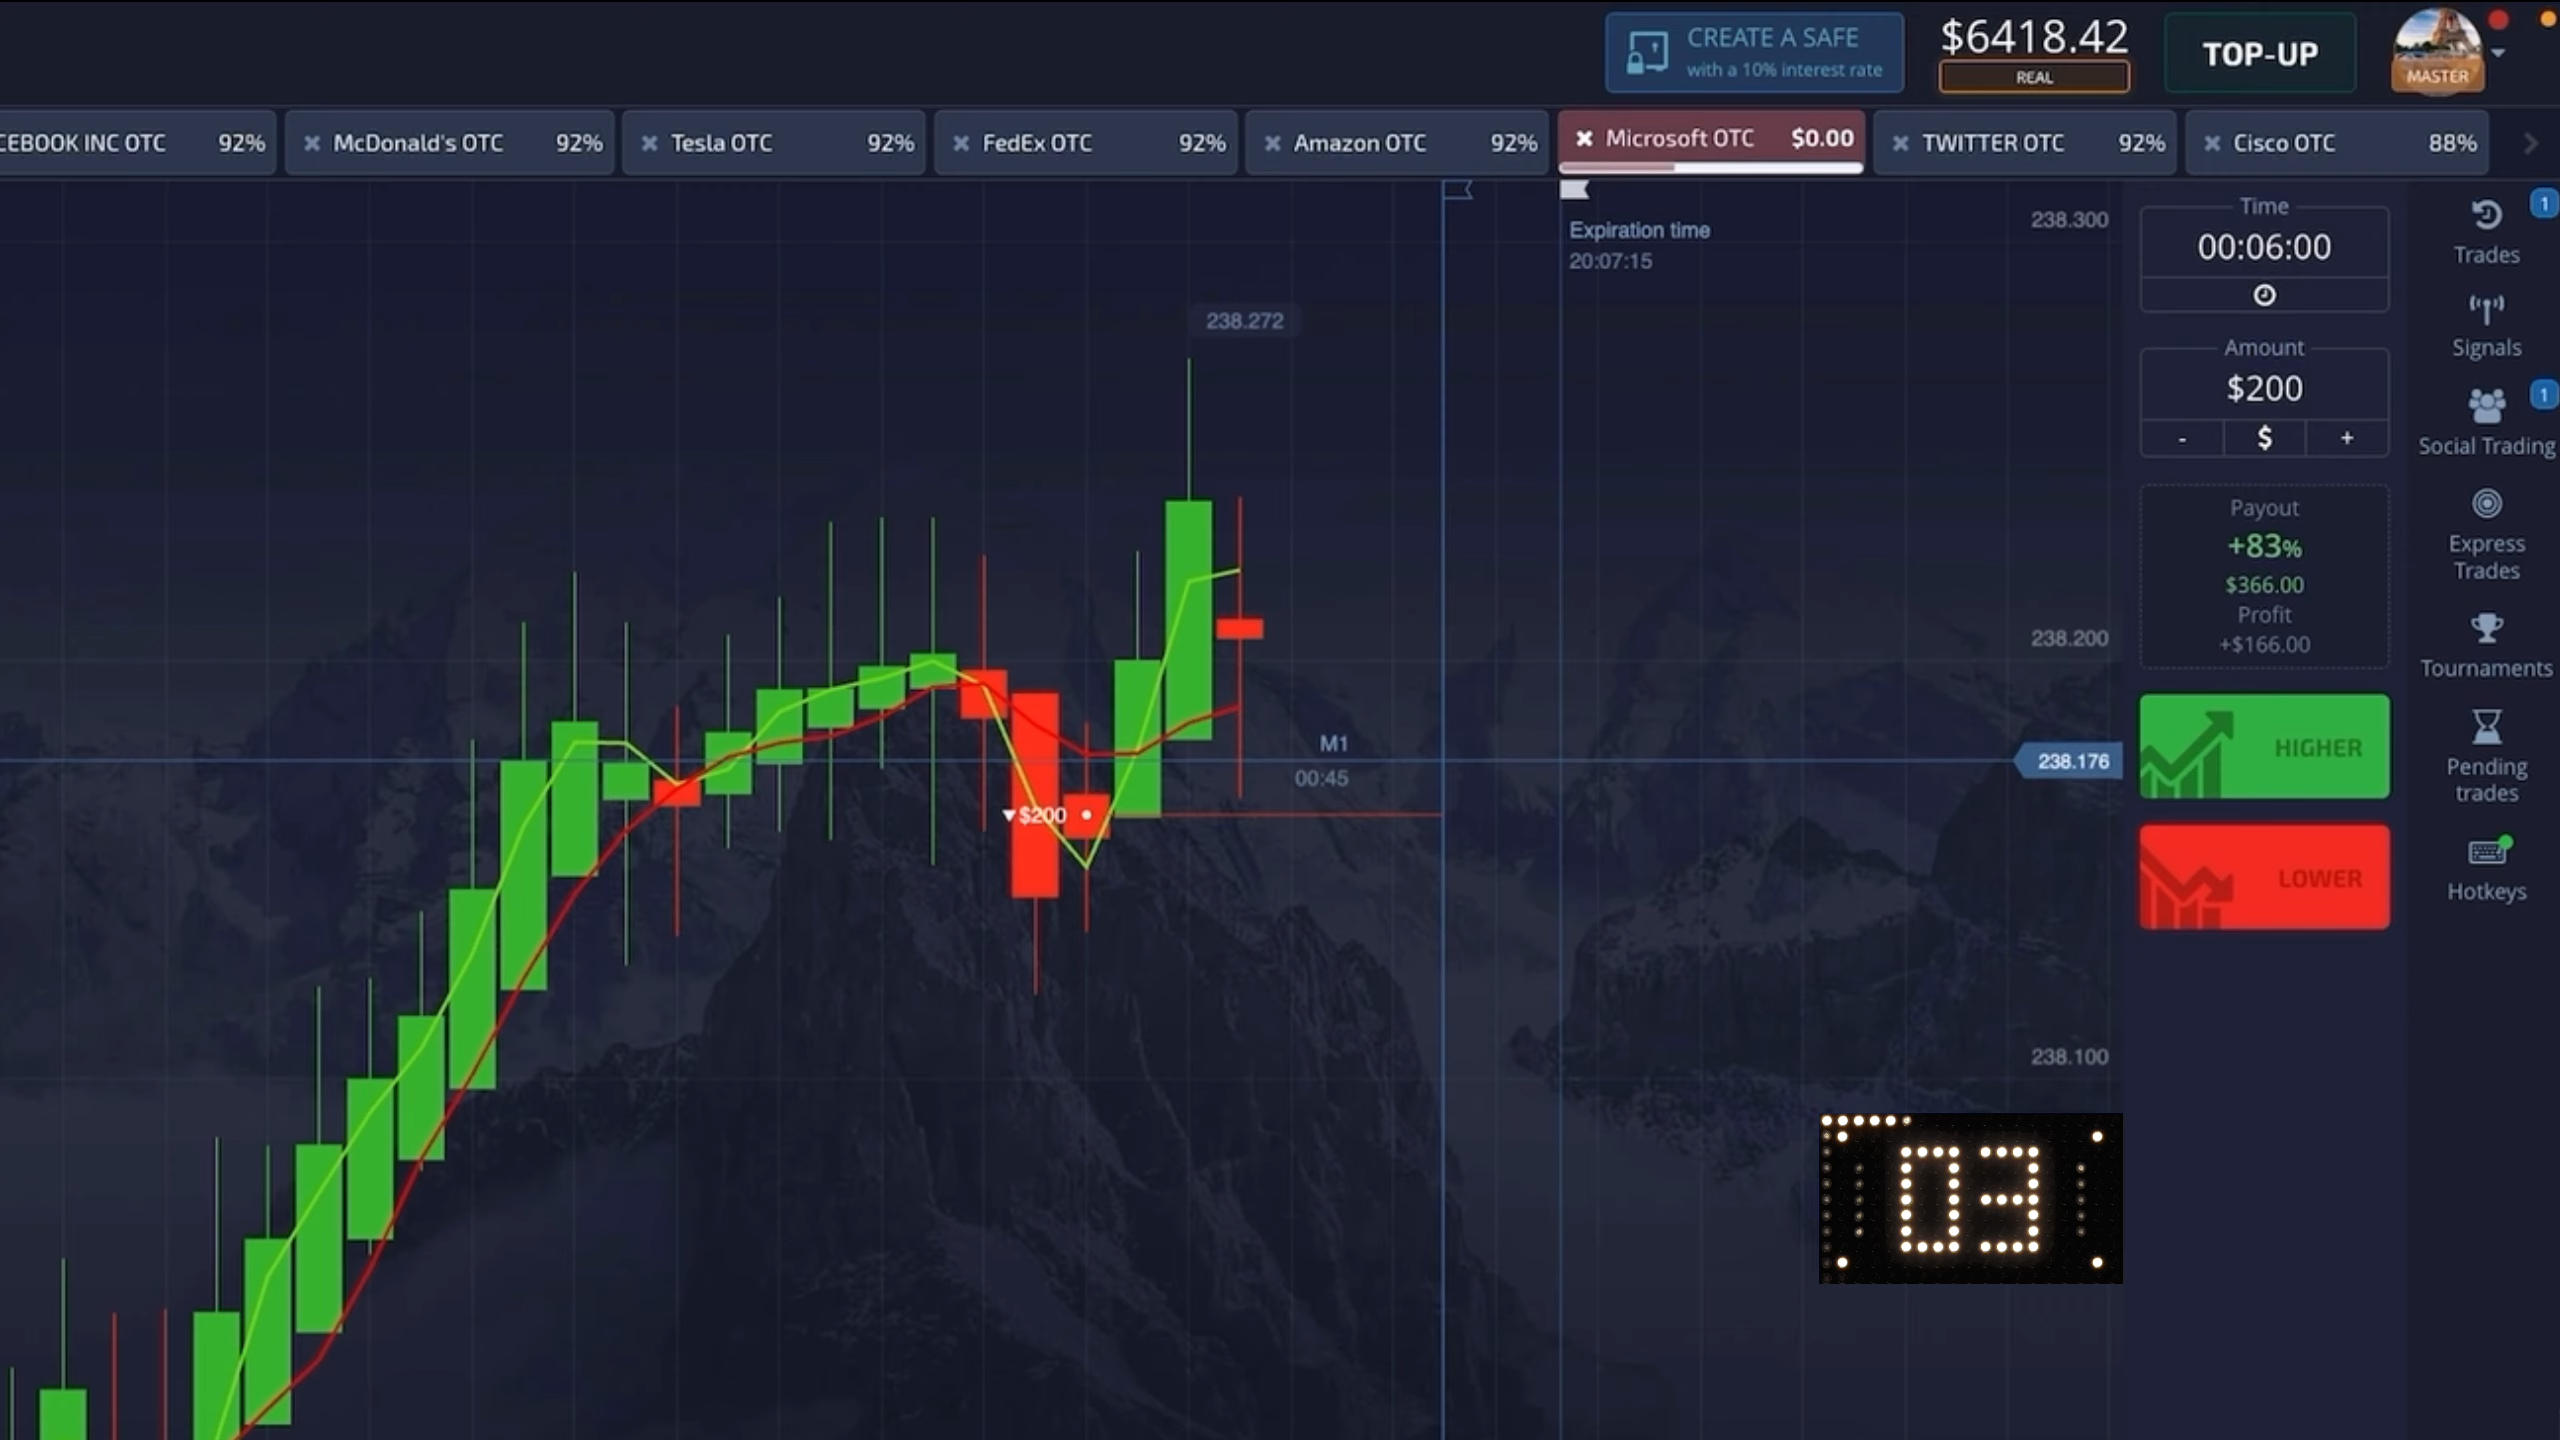 CREATE A SAFE
with a 10% interest rate
$6418.42
REAL
TOP-UP
MASTER
CEBOOK INC OTC 92%
McDonald's OTC 92%
Tesla OTC 92%
FedEx OTC 92%
Amazon OTC 92%
Microsoft OTC $0.00
TWITTER OTC 92%
Cisco OTC 88%
Expiration time
20:07:15
238.300
238.272
238.200
M1
00:45
238.176
$200
238.100
03
Time
00:06:00
Amount
$200
- $ +
Payout
+83%
$366.00
Profit
+$166.00
HIGHER
LOWER
1
Trades
Signals
1
Social Trading
Express
Trades
Tournaments
Pending
trades
Hotkeys